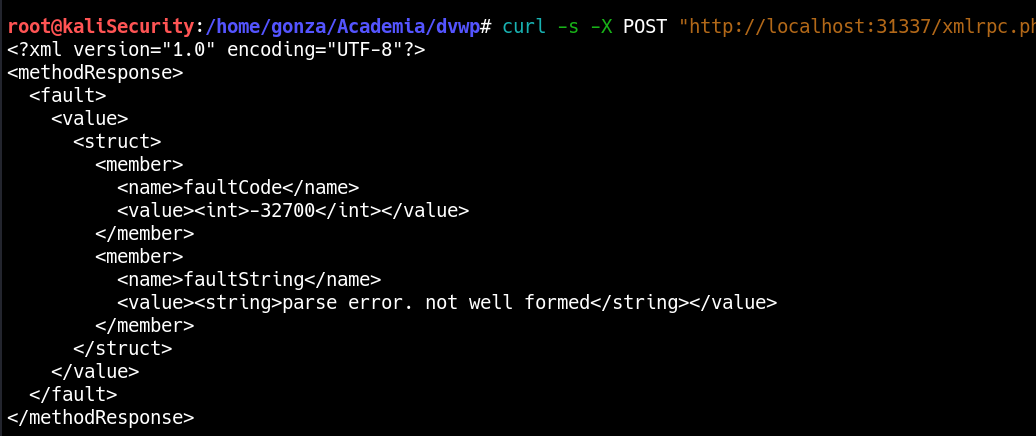 root@kaliSecurity:/home/gonza/Academia/dvwp# curl -s -X POST "http://localhost:31337/xmlrpc.ph
<?xml version="1.0" encoding="UTF-8"?>
<methodResponse>
  <fault>
    <value>
      <struct>
        <member>
          <name>faultCode</name>
          <value><int>-32700</int></value>
        </member>
        <member>
          <name>faultString</name>
          <value><string>parse error. not well formed</string></value>
        </member>
      </struct>
    </value>
  </fault>
</methodResponse>